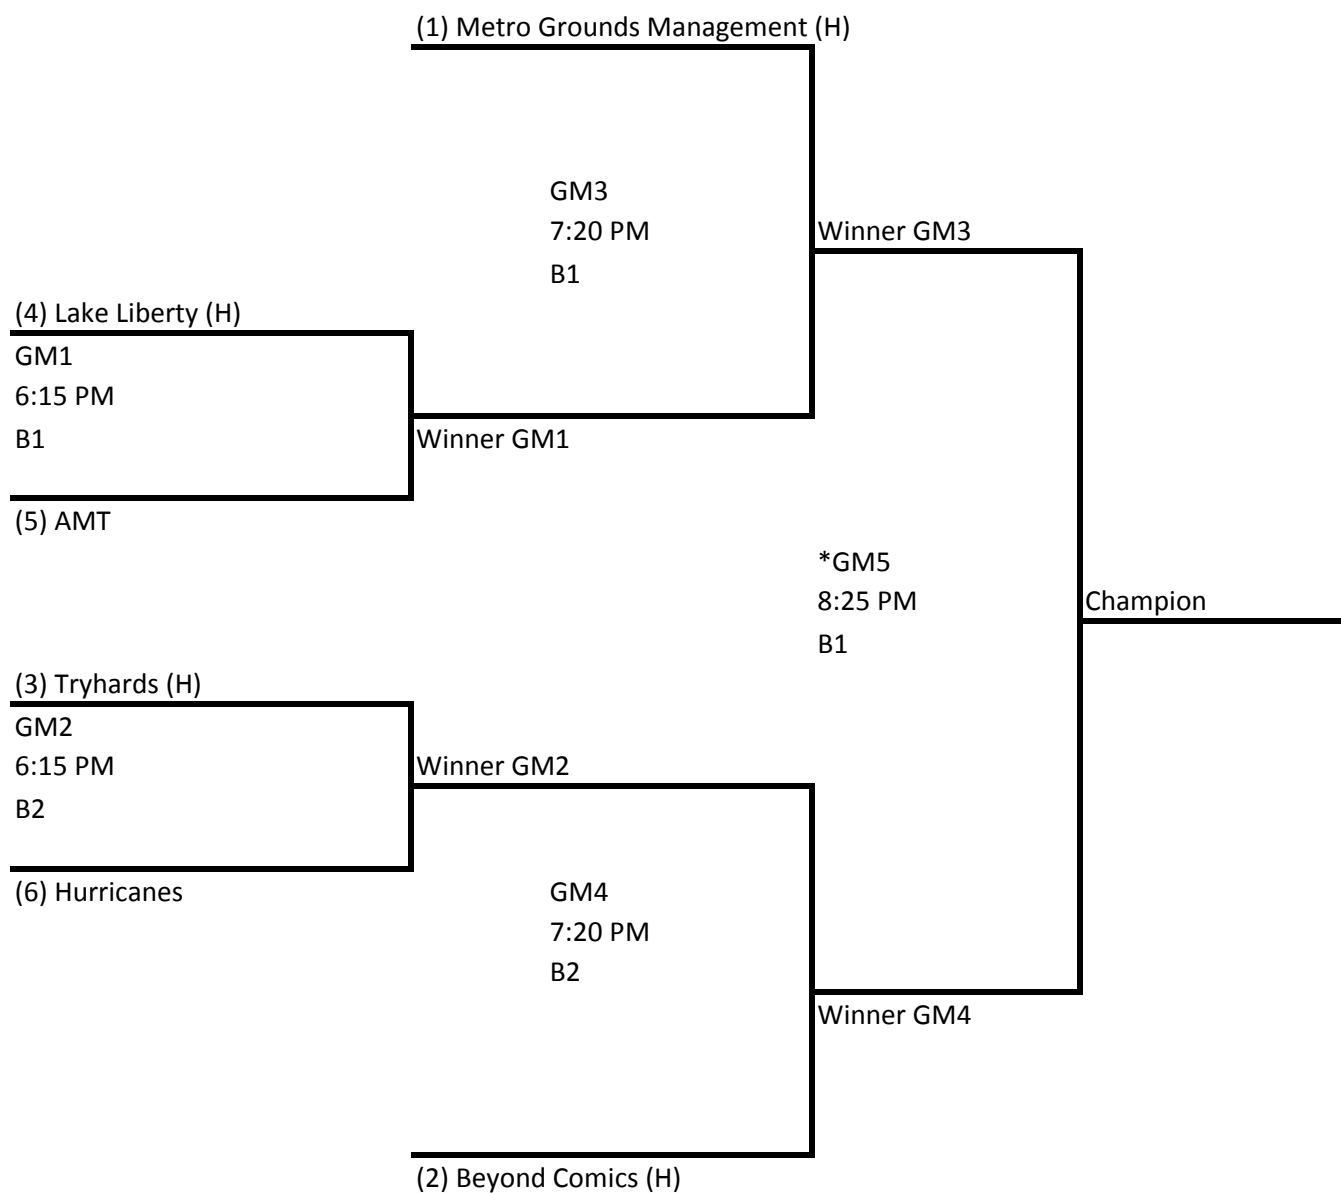 (1) Metro Grounds Management (H)
GM3
7:20 PM
B1
Winner GM3
(4) Lake Liberty (H)
GM1
6:15 PM
B1
Winner GM1
(5) AMT
*GM5
8:25 PM
B1
Champion
(3) Tryhards (H)
GM2
6:15 PM
B2
Winner GM2
(6) Hurricanes
GM4
7:20 PM
B2
Winner GM4
(2) Beyond Comics (H)